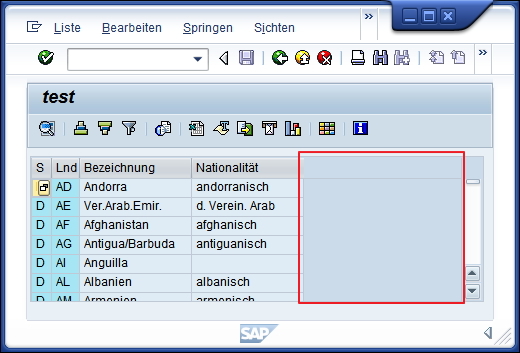 Liste Bearbeiten Springen Sichten »
»
test
S Lnd Bezeichnung Nationalität
AD Andorra andorranisch
D AE Ver.Arab.Emir. d. Verein. Arab
D AF Afghanistan afghanisch
D AG Antigua/Barbuda antiguanisch
D AI Anguilla
D AL Albanien albanisch
D AM Armenien armenisch
SAP